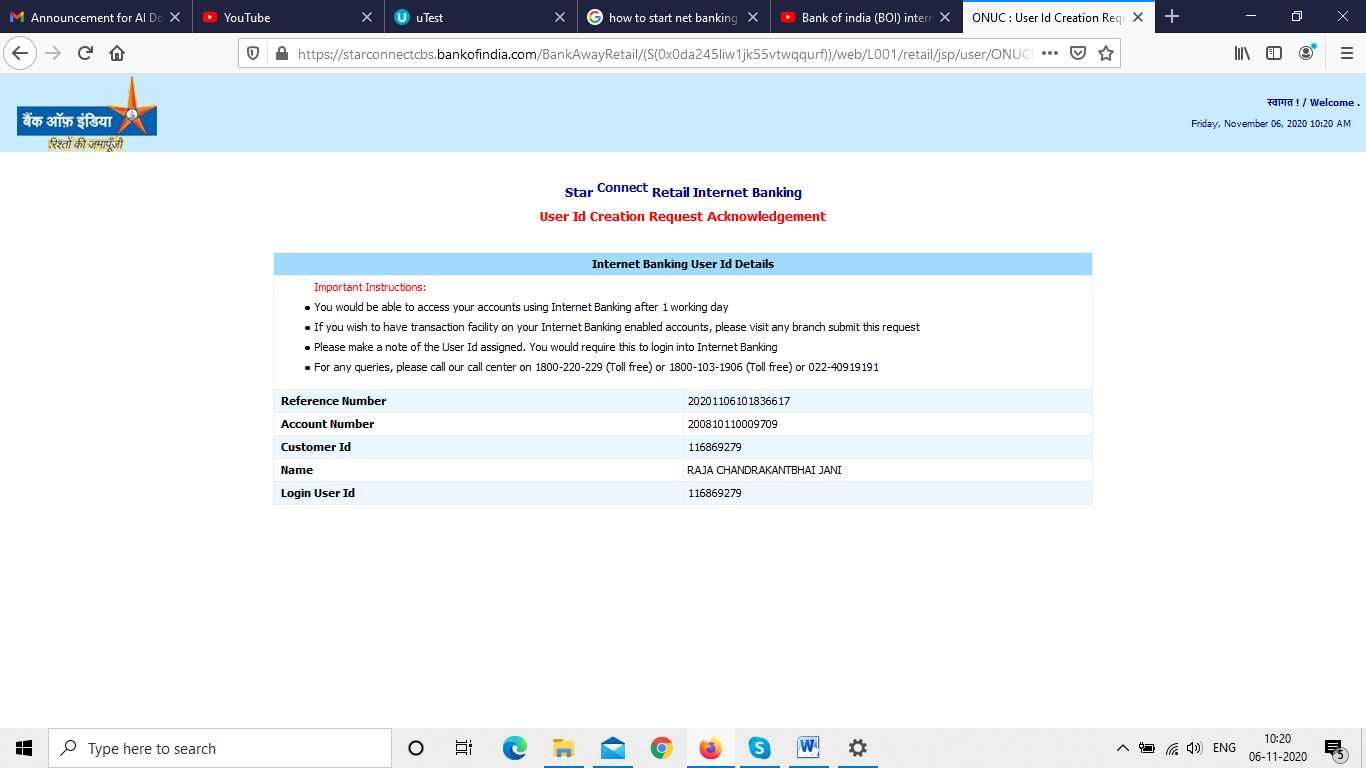 Announcement for AI Do
YouTube
uTest
how to start net banking
Bank of india (BOI) intern
ONUC : User Id Creation Requ
https://starconnectcbs.bankofindia.com/BankAwayRetail/(S(0x0da245liw1jk55vtwqqurf))/web/L001/retail/jsp/user/ONUC
बैंक ऑफ़ इंडिया
रिश्तों की जमापूँजी
स्वागत ! / Welcome .
Friday, November 06, 2020 10:20 AM
Star Connect Retail Internet Banking
User Id Creation Request Acknowledgement
Internet Banking User Id Details
Important Instructions:
• You would be able to access your accounts using Internet Banking after 1 working day
• If you wish to have transaction facility on your Internet Banking enabled accounts, please visit any branch submit this request
• Please make a note of the User Id assigned. You would require this to login into Internet Banking
• For any queries, please call our call center on 1800-220-229 (Toll free) or 1800-103-1906 (Toll free) or 022-40919191
Reference Number 20201106101836617
Account Number 200810110009709
Customer Id 116869279
Name RAJA CHANDRAKANTBHAI JANI
Login User Id 116869279
Type here to search
ENG
10:20
06-11-2020
5